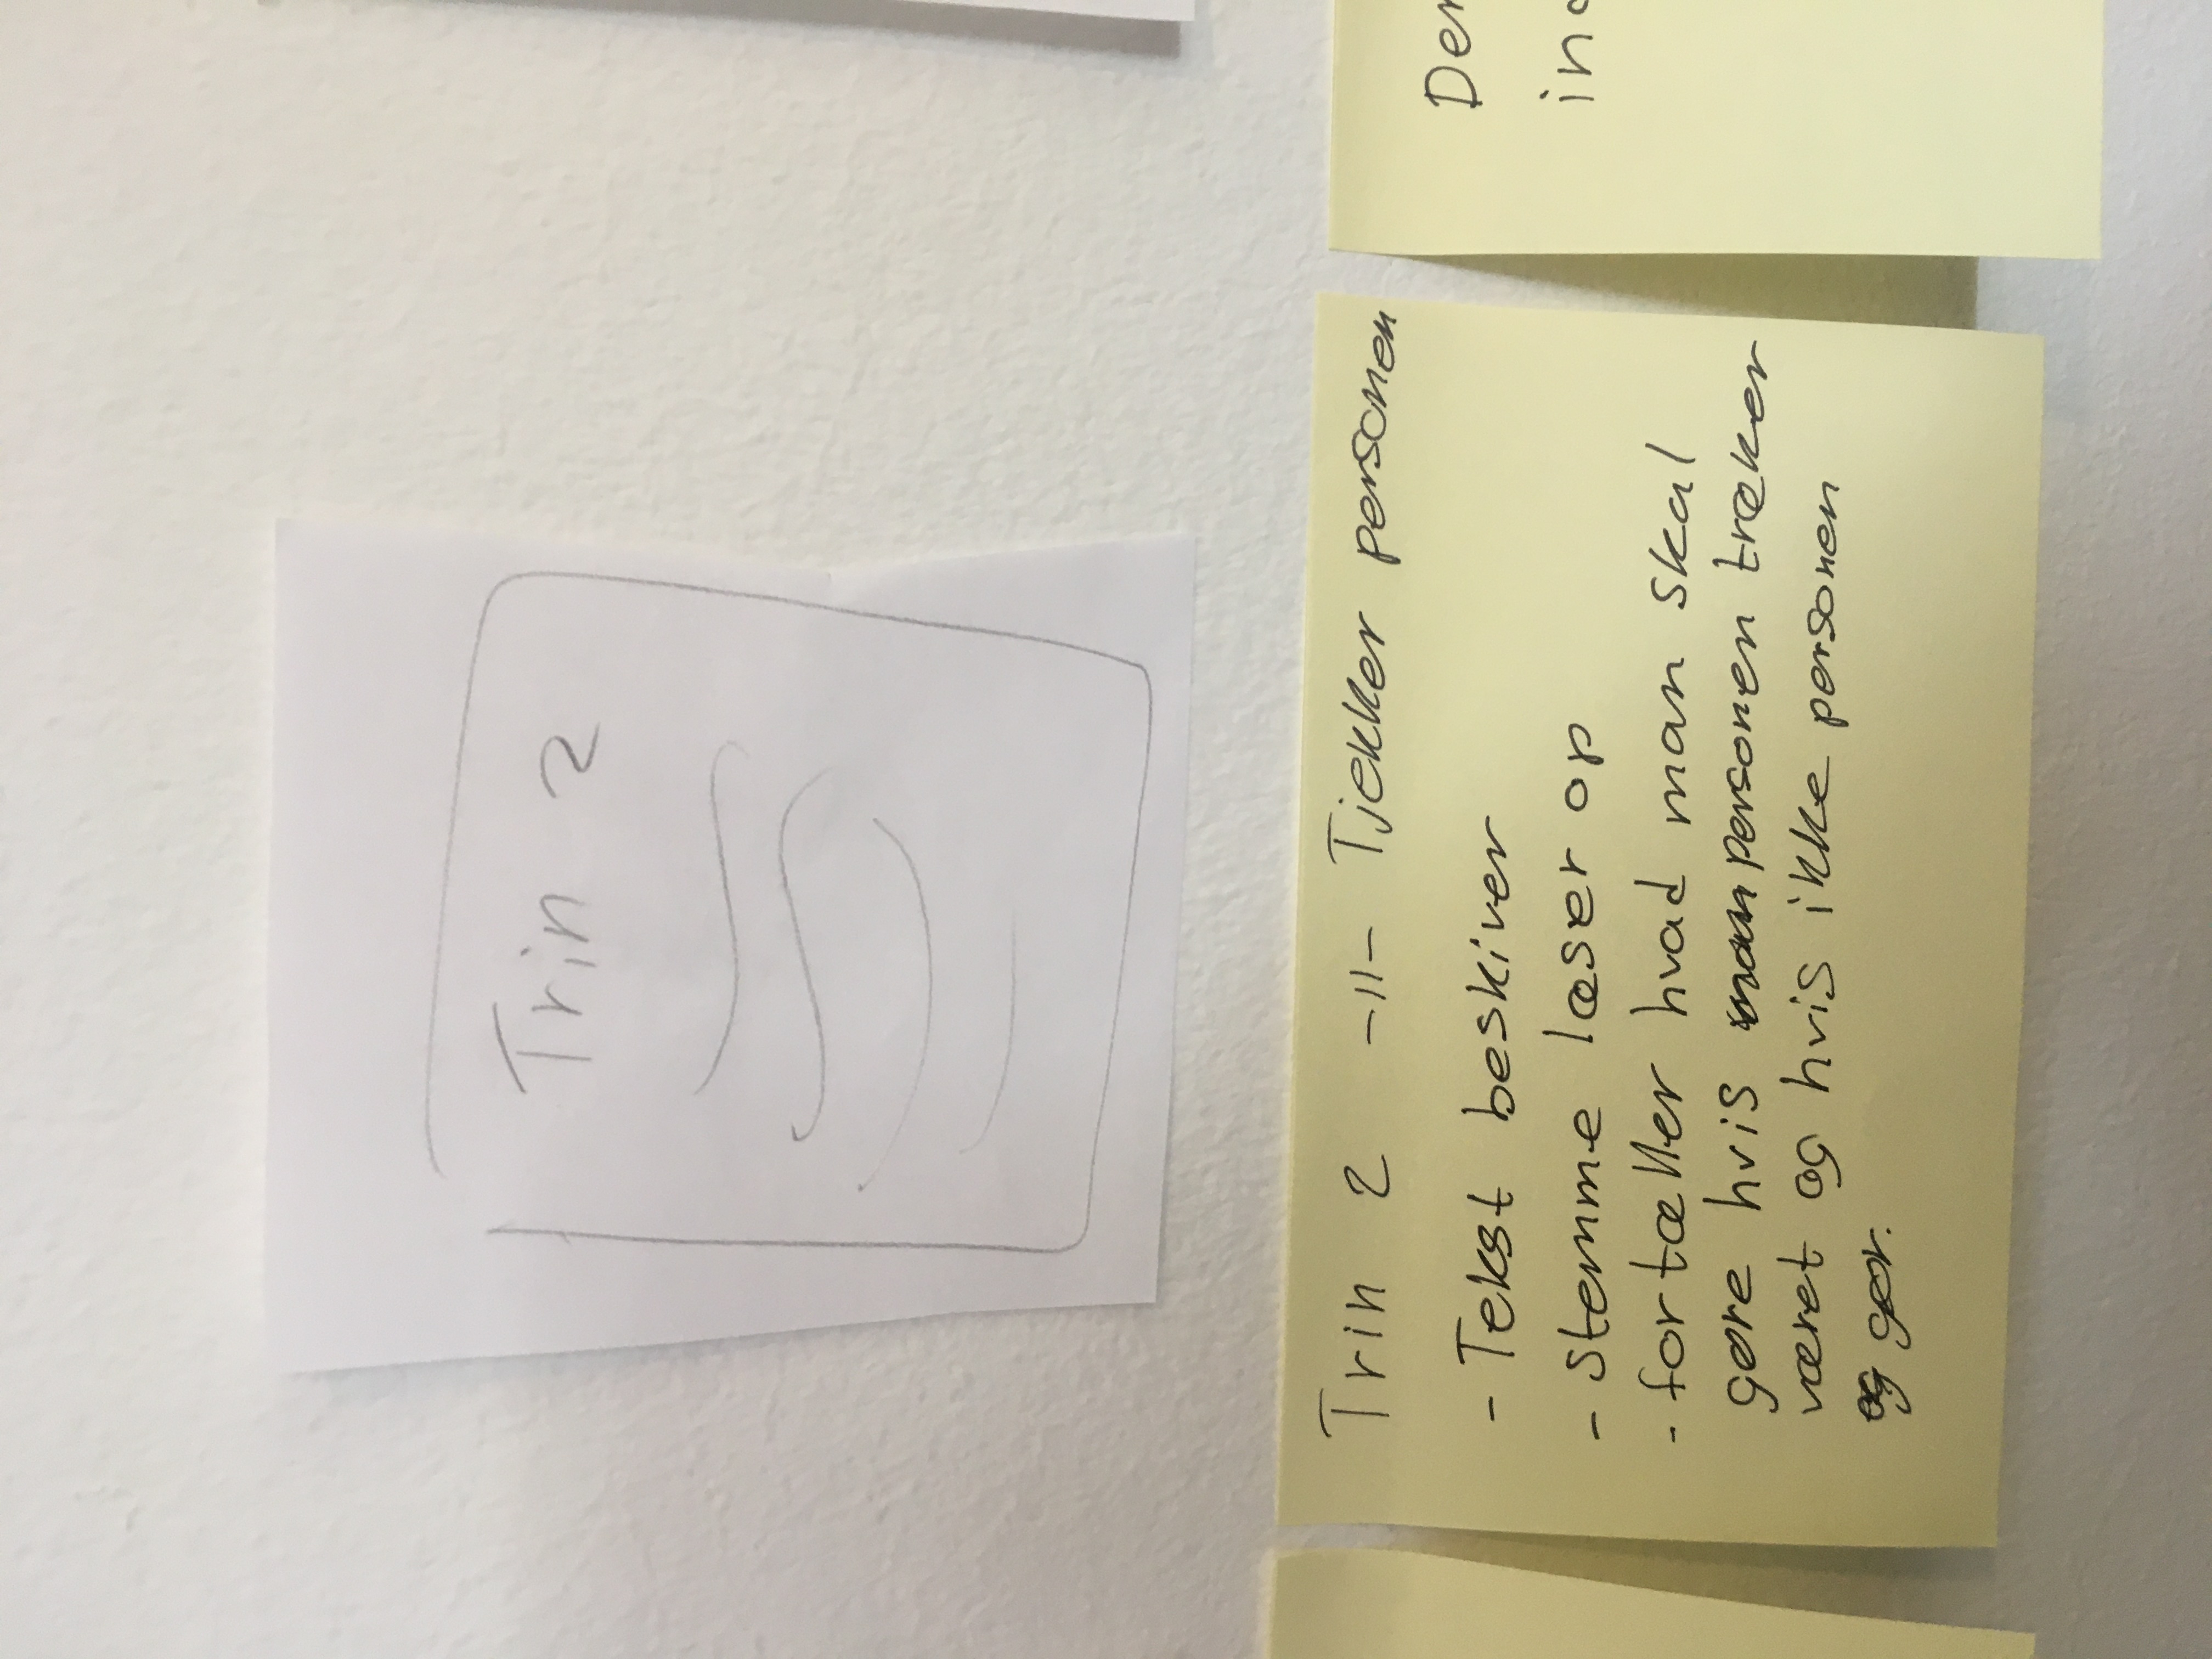 Trin 2
Trin 2 -11- Tjekker personen
- Tekst beskiver
- stemme læser op
- fortæller hvad man skal
gøre hvis man personen træker
været og hvis ikke personen
og gør.
Der
ind